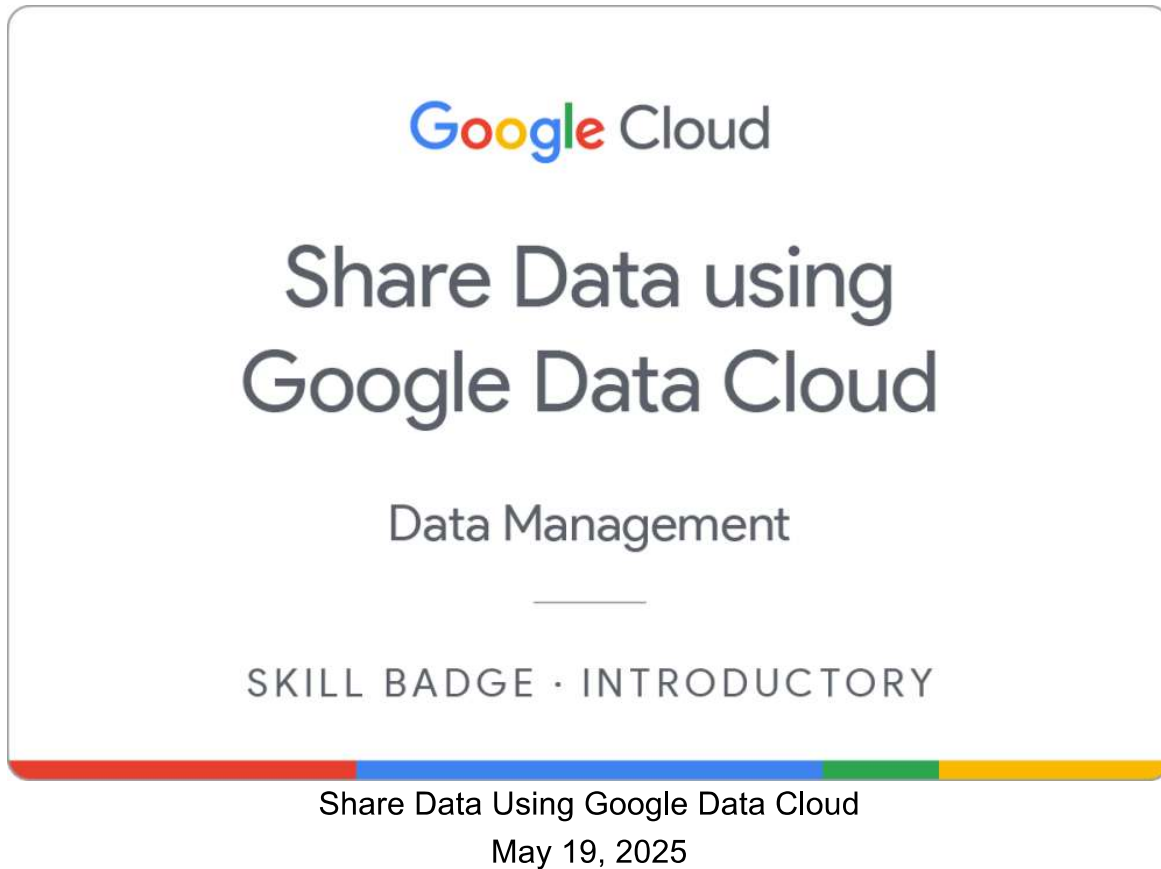 Google Cloud
Share Data using
Google Data Cloud
Data Management
SKILL BADGE · INTRODUCTORY
Share Data Using Google Data Cloud
May 19, 2025